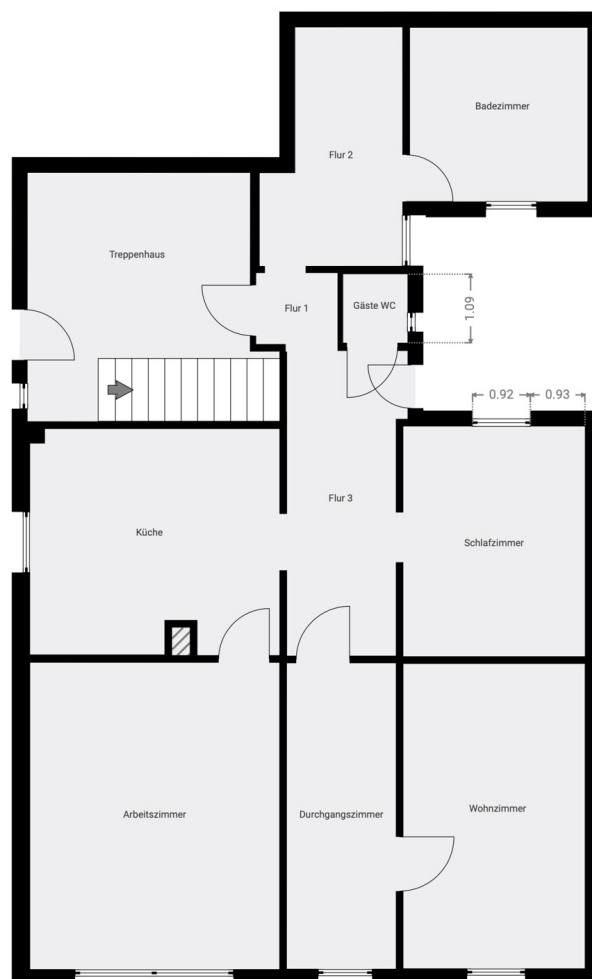 Badezimmer
Flur 2
Treppenhaus
Flur 1
Gäste WC
1.09
0.92
0.93
Flur 3
Küche
Schlafzimmer
Arbeitszimmer
Durchgangszimmer
Wohnzimmer